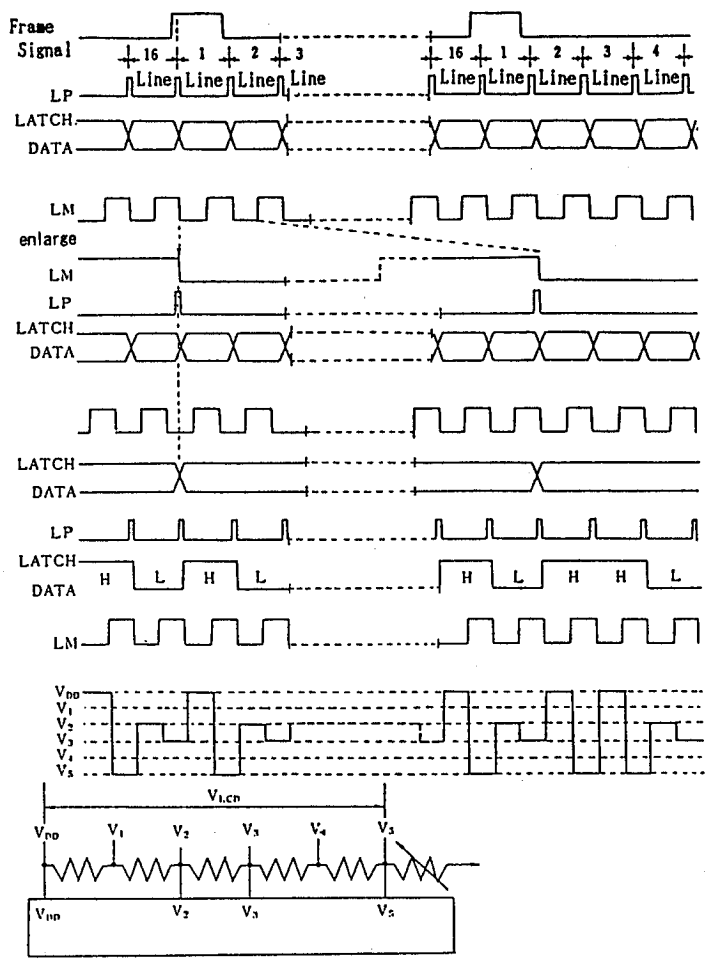 Frame
Signal
16 1 2 3 16 1 2 3 4
Line Line Line Line Line Line Line Line
LP
LATCH
DATA
LM
enlarge
LM
LP
LATCH
DATA
LATCH
DATA
LP
LATCH
DATA
H L H L H L H H L
LM
VDD
V1
V2
V3
V4
V5
VLCD
VDD V1 V2 V3 V4 V5
VDD V2 V3 V5